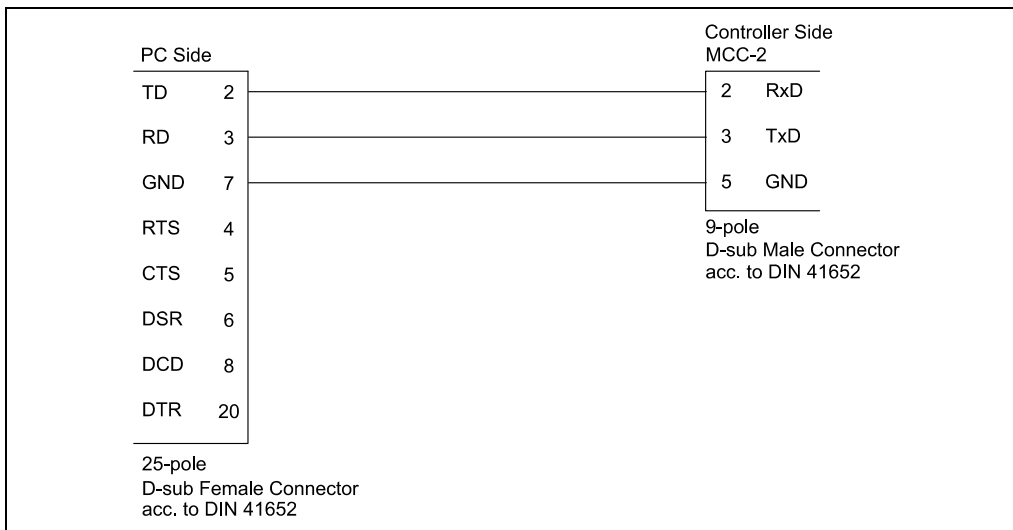 Controller Side
PC Side
MCC-2
TD 2
2 RxD
RD 3
3 TxD
GND 7
5 GND
RTS 4
9-pole
D-sub Male Connector
acc. to DIN 41652
CTS 5
DSR 6
DCD 8
DTR 20
25-pole
D-sub Female Connector
acc. to DIN 41652